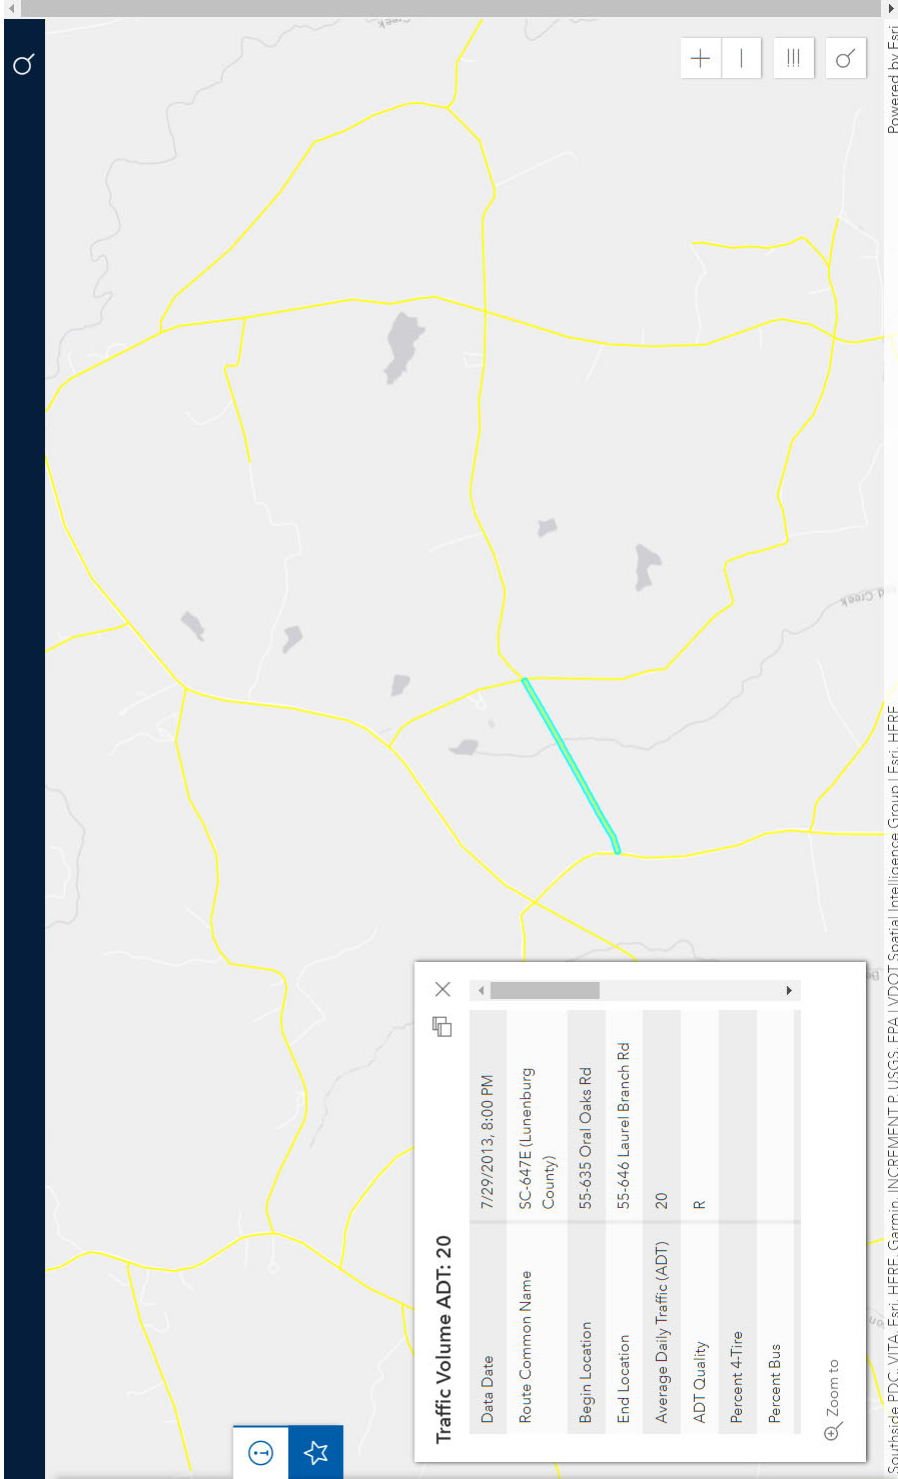 Creek
Powered by Esri
Creek
Traffic Volume ADT: 20
Data Date 7/29/2013, 8:00 PM
Route Common Name SC-647E (Lunenburg
County)
Begin Location 55-635 Oral Oaks Rd
End Location 55-646 Laurel Branch Rd
Average Daily Traffic (ADT) 20
ADT Quality R
Percent 4-Tire
Percent Bus
Zoom to
Southside PDC, VITA, Esri, HERE, Garmin, INCREMENT P, USGS, EPA | VDOT Spatial Intelligence Group | Esri, HERE